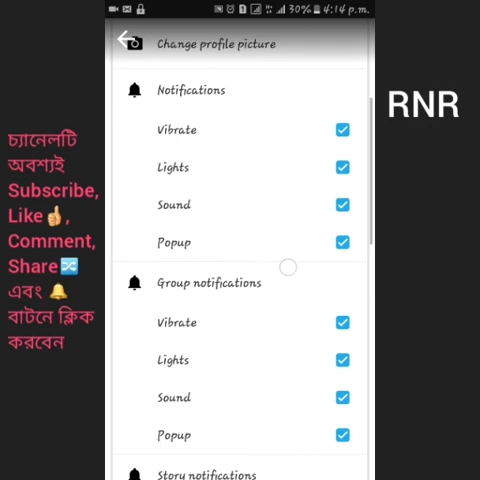 30% 4:14 p.m.
Change profile picture
Notifications
Vibrate
Lights
Sound
Popup
Group notifications
Vibrate
Lights
Sound
Popup
Story notifications
চ্যানেলটি
অবশ্যই
Subscribe,
Like👍,
Comment,
Share🔀
এবং 🔔
বাটনে ক্লিক
করবেন
RNR